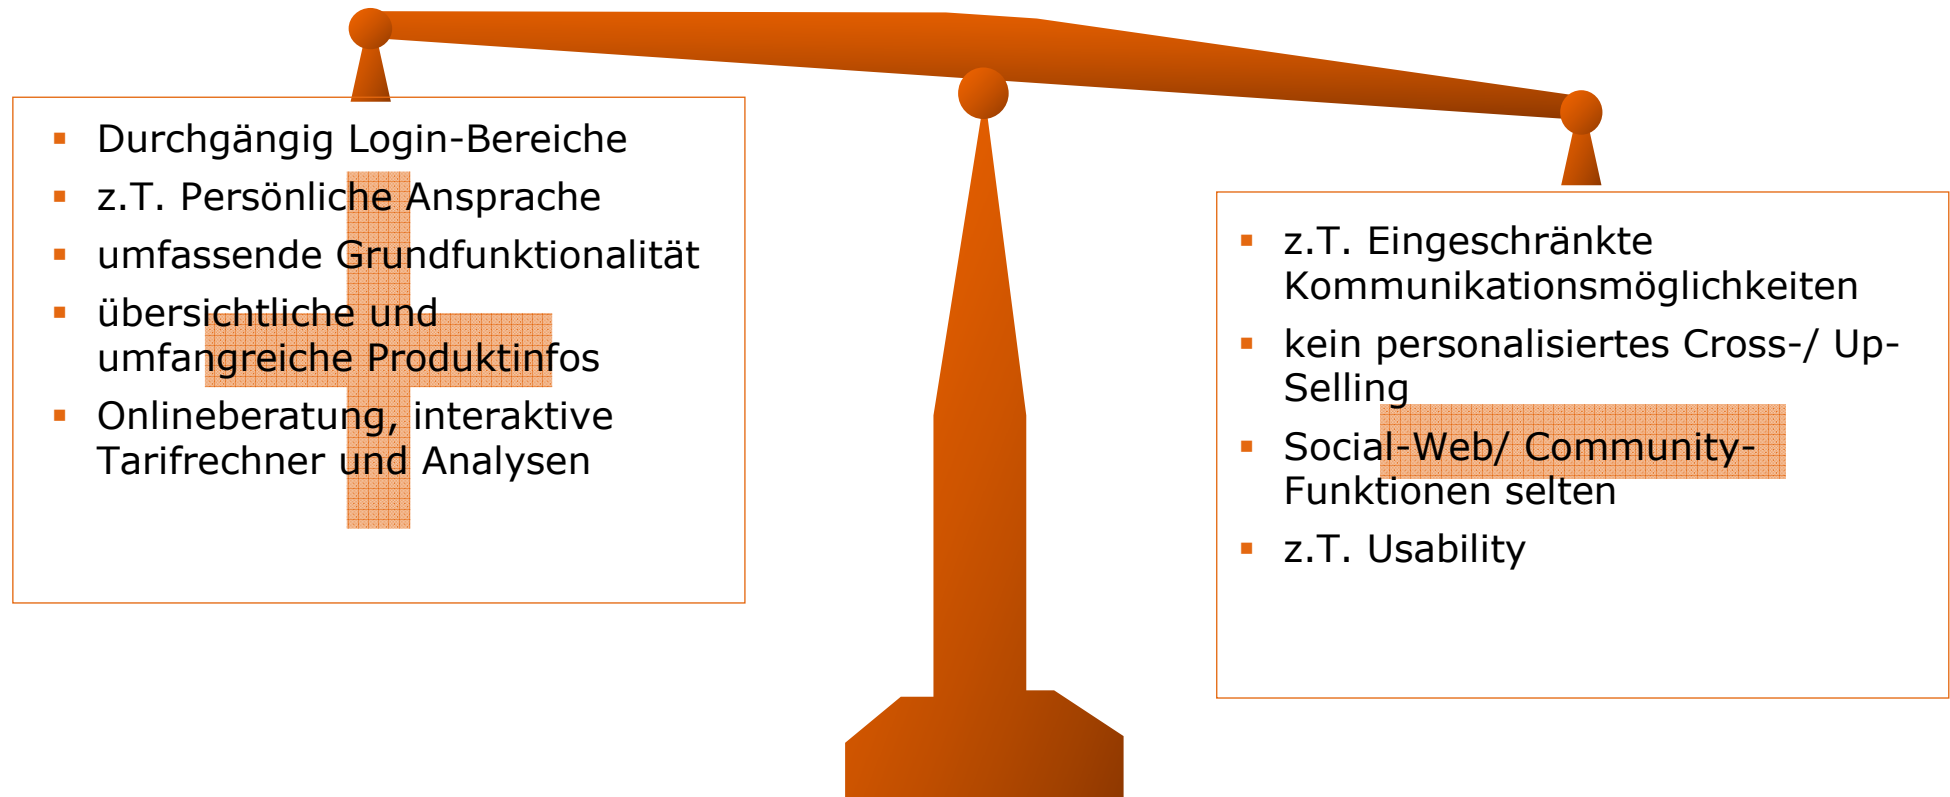 Durchgängig Login-Bereiche
z.T. Persönliche Ansprache
umfassende Grundfunktionalität
übersichtliche und
umfangreiche Produktinfos
Onlineberatung, interaktive
Tarifrechner und Analysen
z.T. Eingeschränkte
Kommunikationsmöglichkeiten
kein personalisiertes Cross-/ Up-
Selling
Social-Web/ Community-
Funktionen selten
z.T. Usability